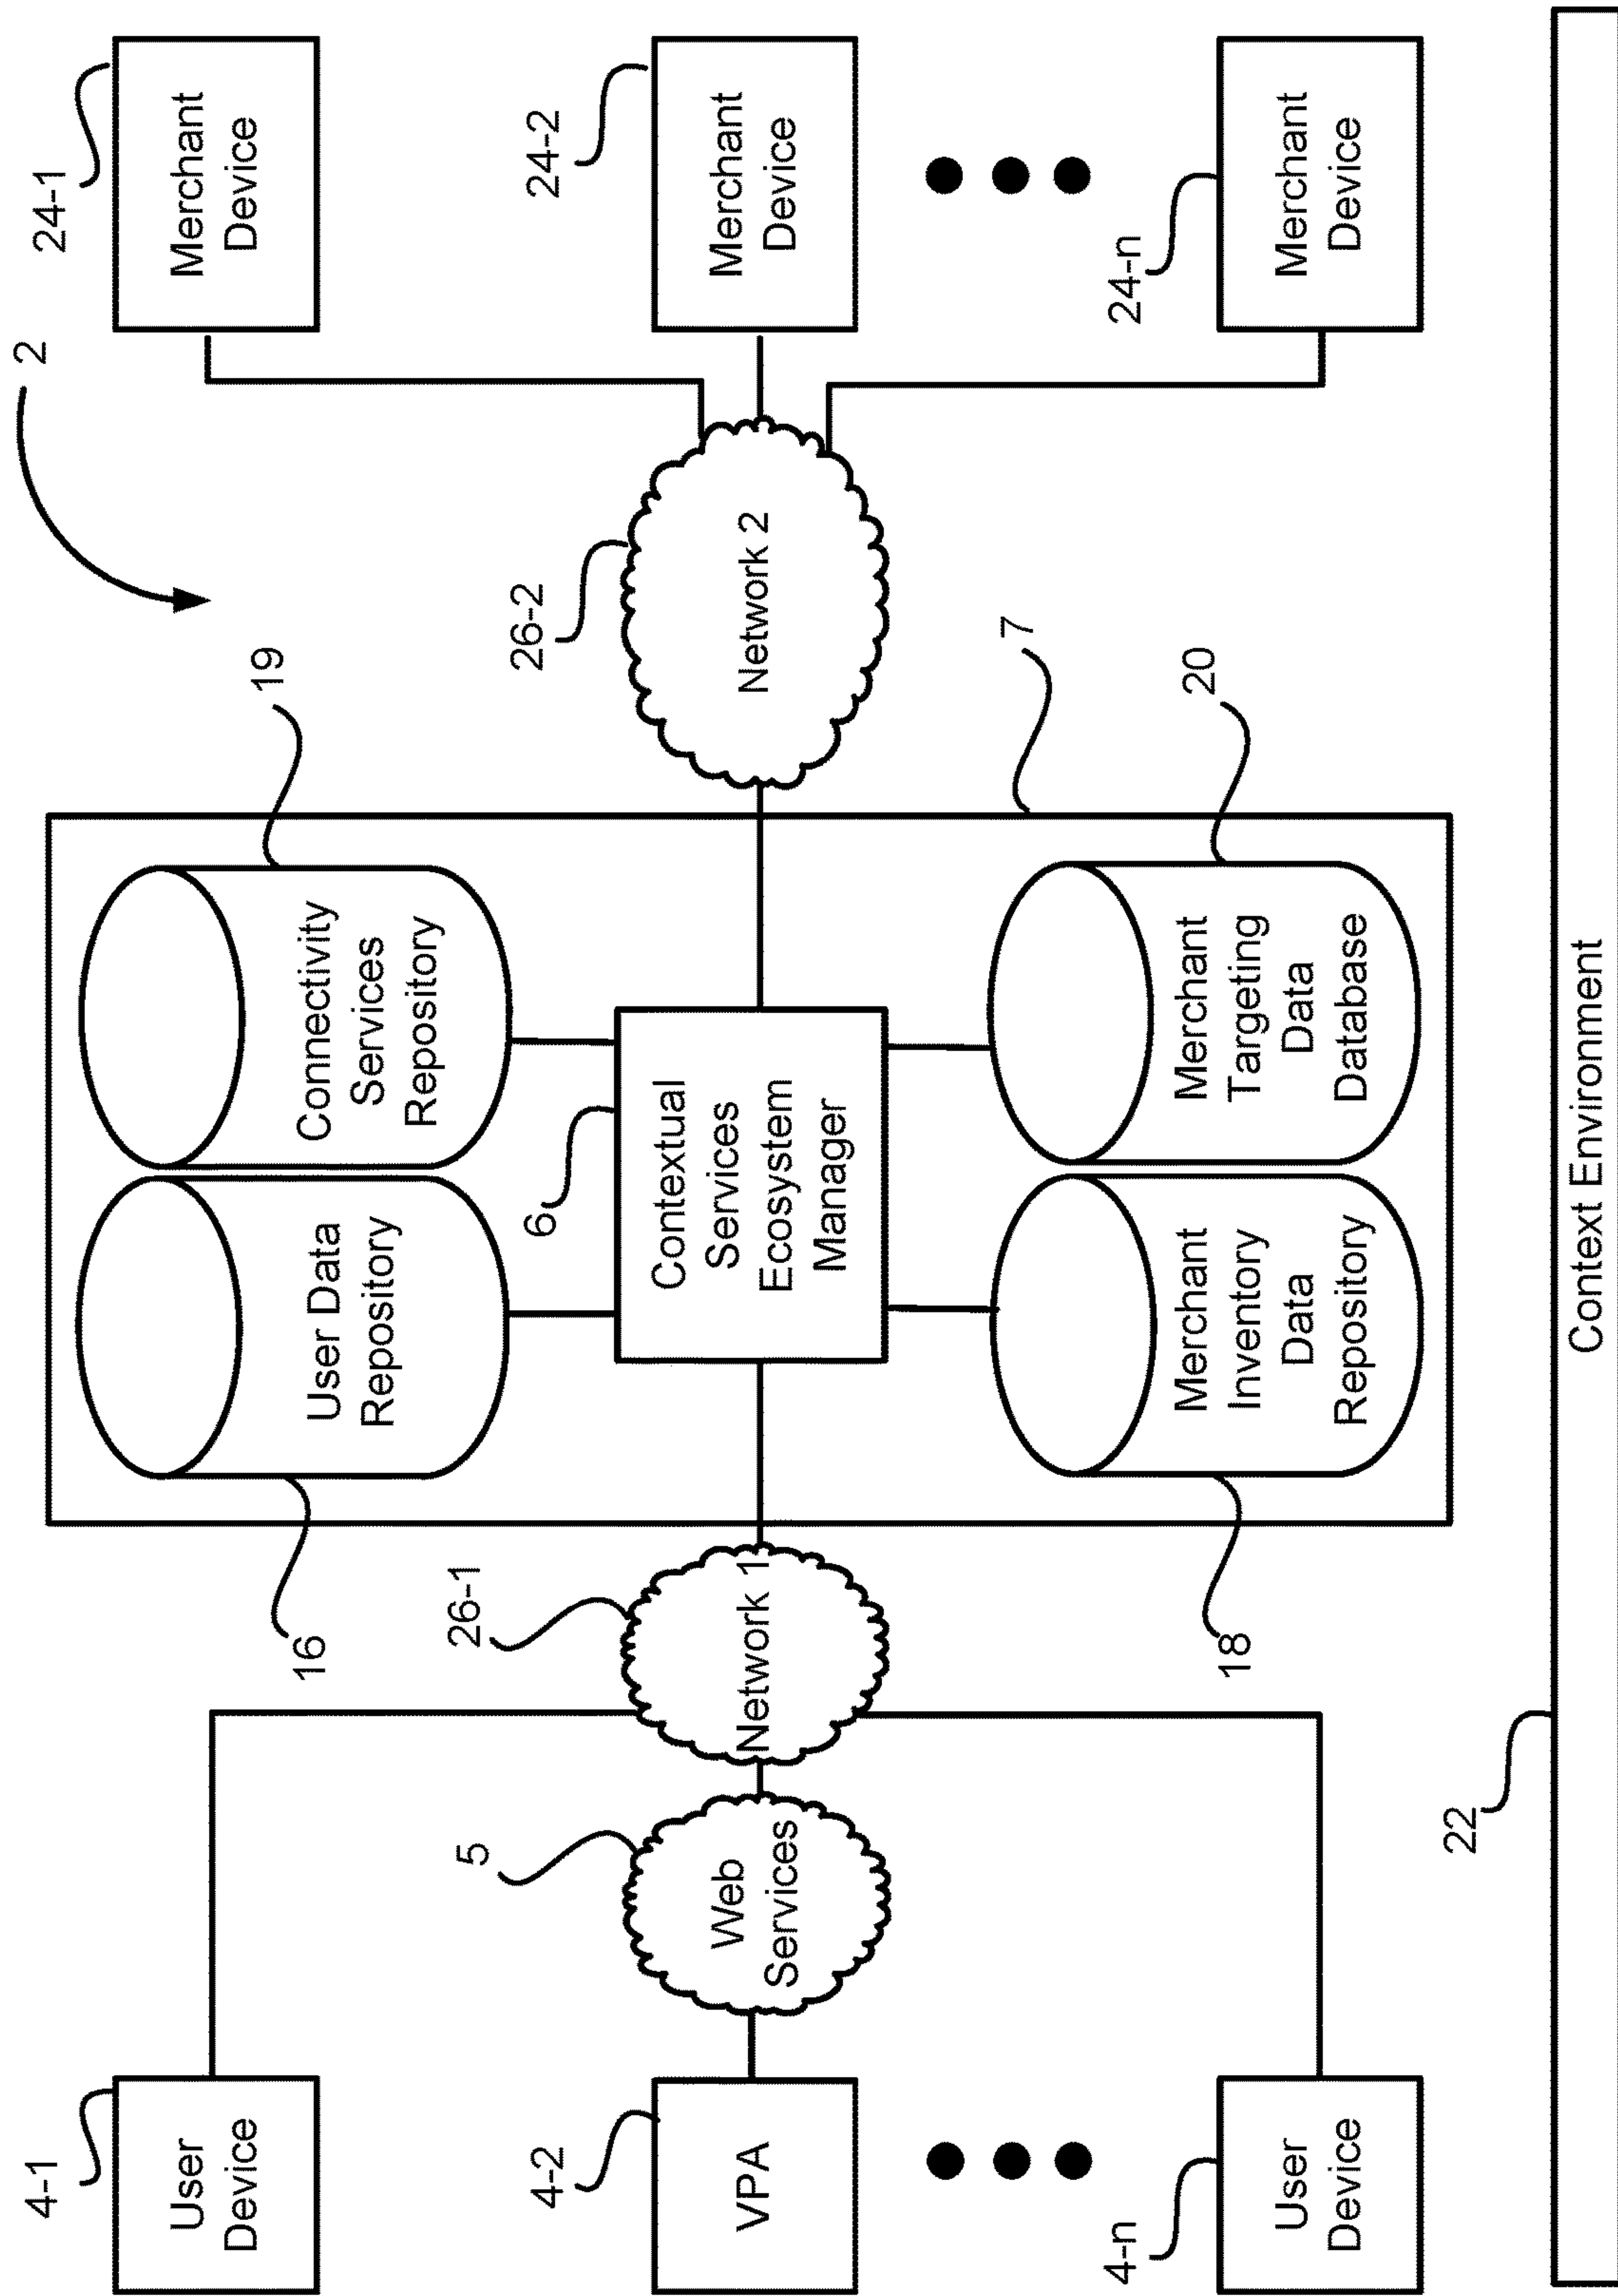 2
4-1
User
Device
4-2
VPA
4-n
User
Device
5
Web
Services
26-1
Network 1
16
User Data
Repository
19
Connectivity
Services
Repository
6
Contextual
Services
Ecosystem
Manager
18
Merchant
Inventory
Data
Repository
20
Merchant
Targeting
Data
Database
7
26-2
Network 2
24-1
Merchant
Device
24-2
Merchant
Device
24-n
Merchant
Device
22
Context Environment